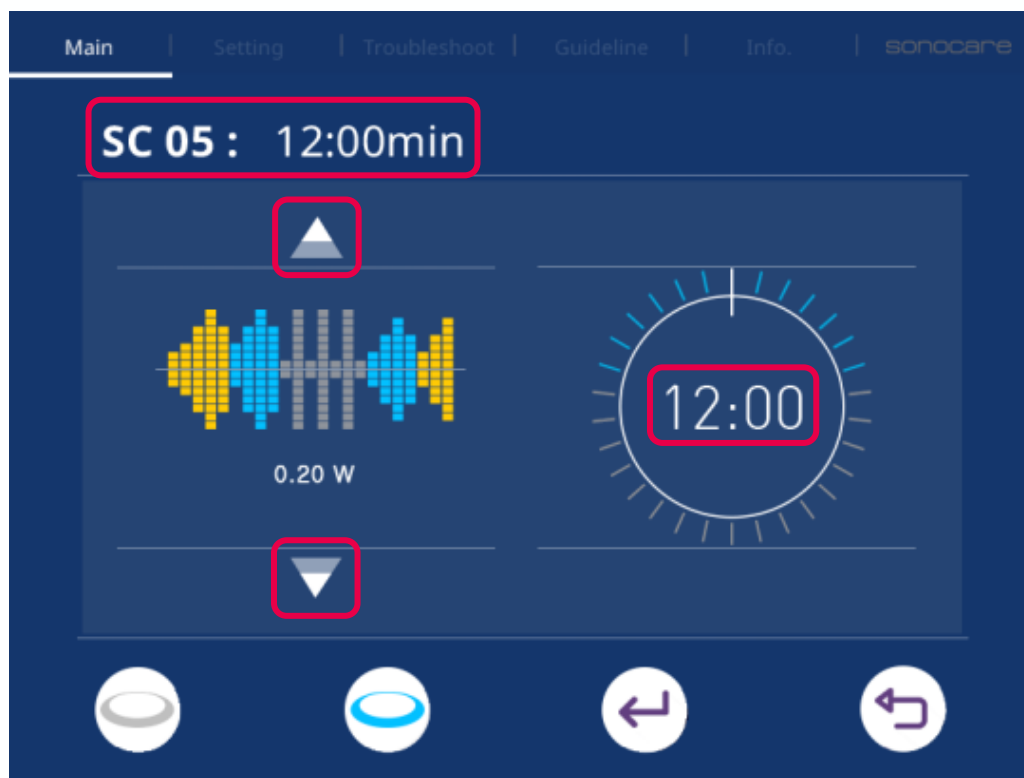 Main | Setting | Troubleshoot | Guideline | Info. | sonocare
SC 05 : 12:00min
12:00
0.20 W